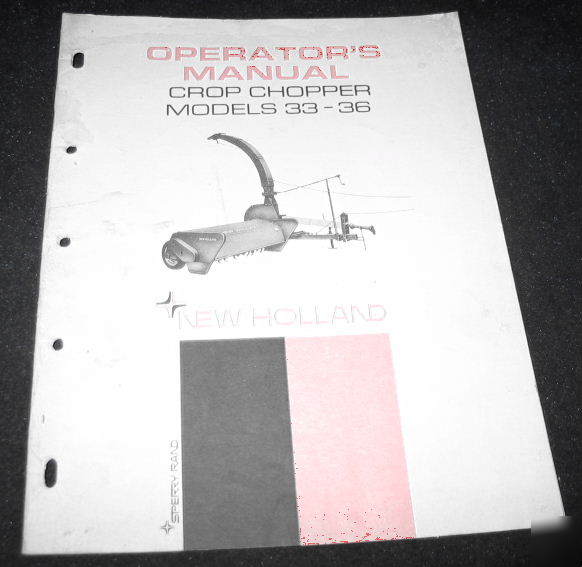 OPERATOR'S
MANUAL
CROP CHOPPER
MODELS 33-36
NEW HOLLAND
SPERRY RAND